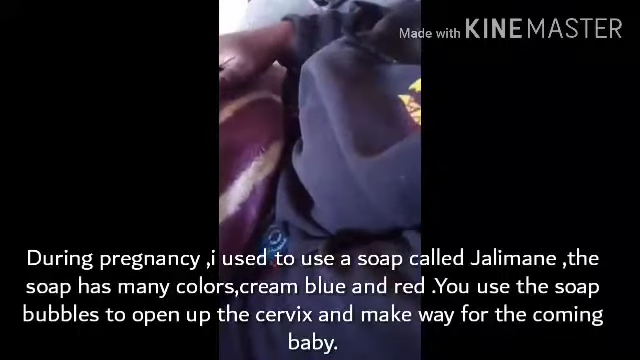 Made with KINEMASTER
During pregnancy ,i used to use a soap called Jalimane ,the
soap has many colors,cream blue and red .You use the soap
bubbles to open up the cervix and make way for the coming
baby.